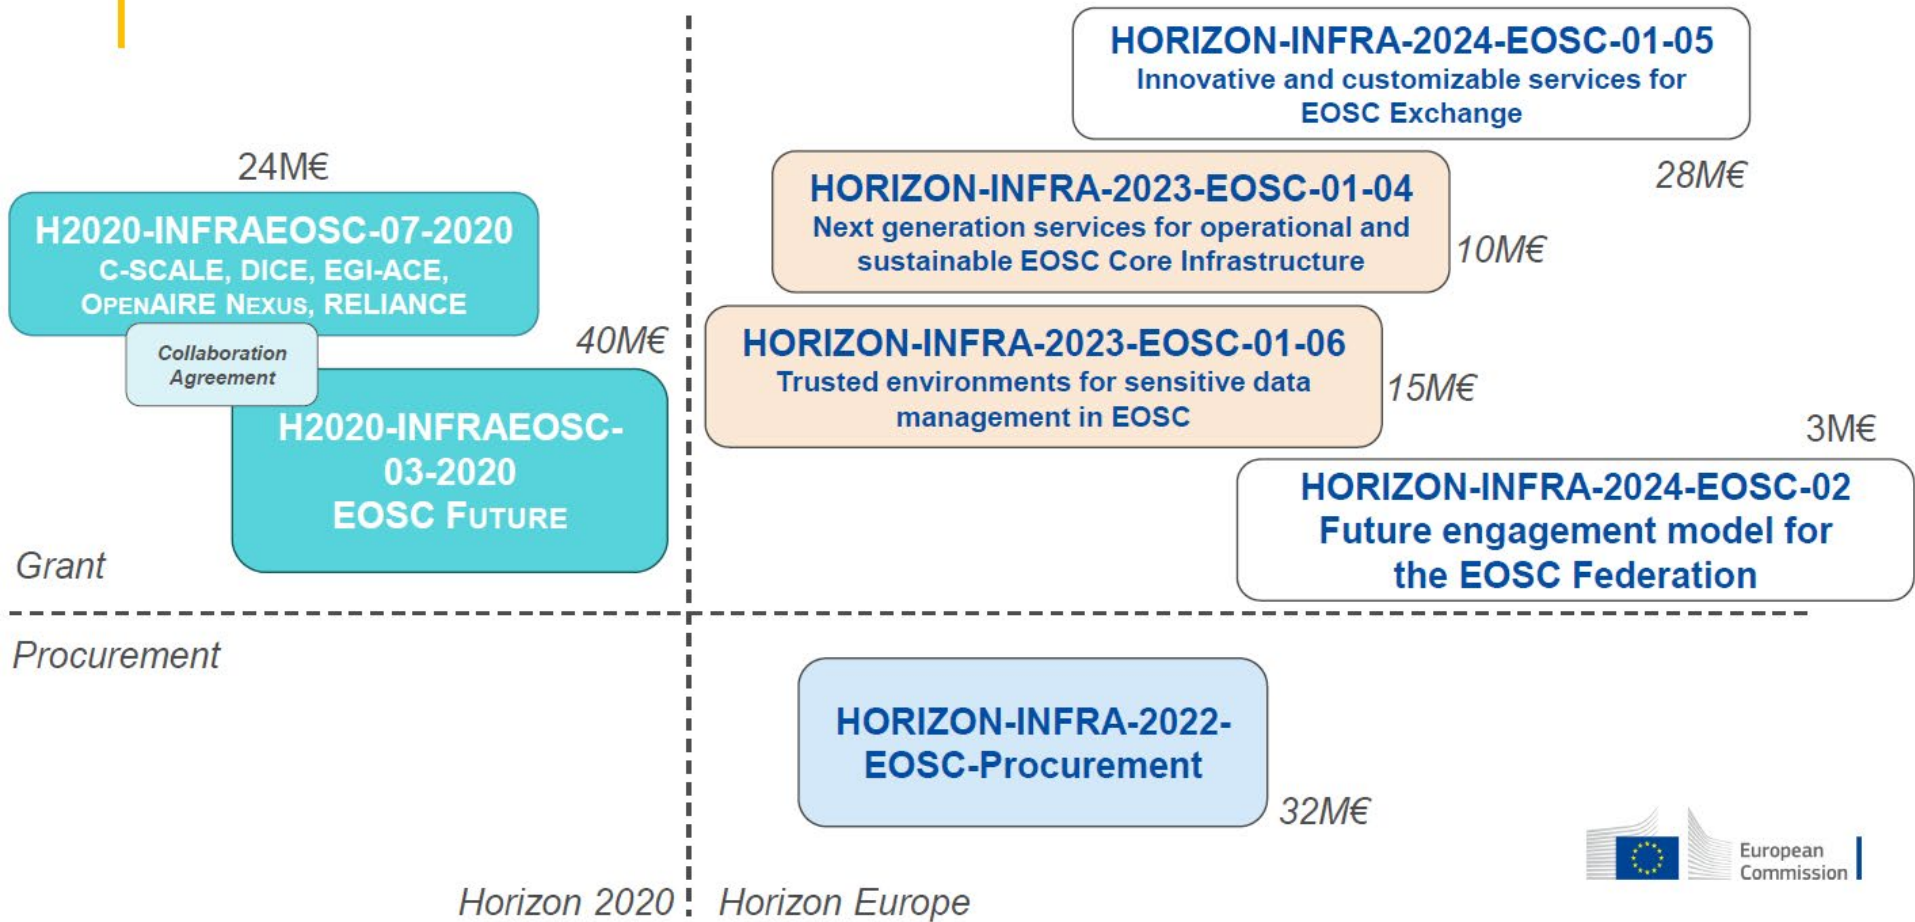 HORIZON-INFRA-2024-EOSC-01-05
Innovative and customizable services for
EOSC Exchange
28M€
24M€
H2020-INFRAEOSC-07-2020
C-SCALE, DICE, EGI-ACE,
OPENAIRE NEXUS, RELIANCE
Collaboration
Agreement
40M€
H2020-INFRAEOSC-
03-2020
EOSC FUTURE
HORIZON-INFRA-2023-EOSC-01-04
Next generation services for operational and
sustainable EOSC Core Infrastructure
10M€
HORIZON-INFRA-2023-EOSC-01-06
Trusted environments for sensitive data
management in EOSC
15M€
3M€
HORIZON-INFRA-2024-EOSC-02
Future engagement model for
the EOSC Federation
Grant
Procurement
HORIZON-INFRA-2022-
EOSC-Procurement
32M€
European
Commission
Horizon 2020
Horizon Europe